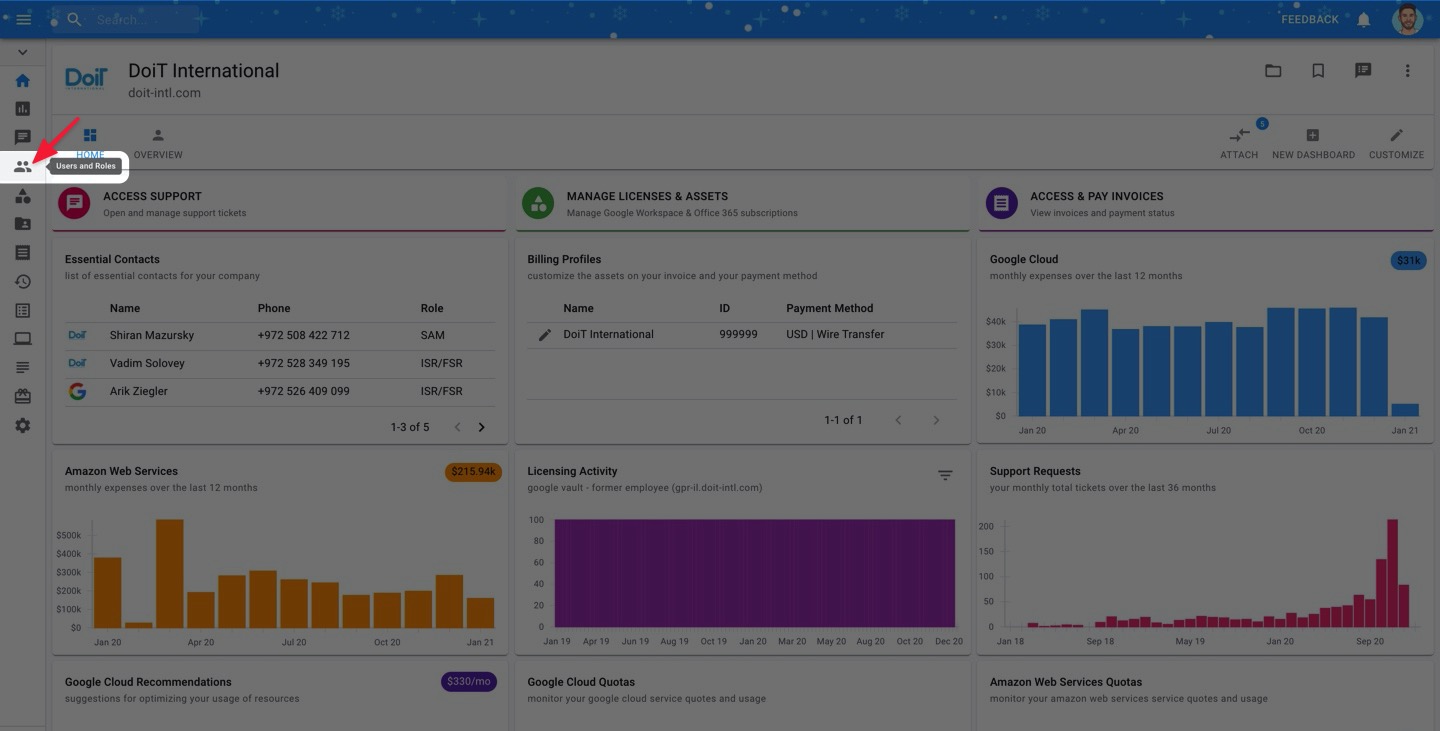 Search...
FEEDBACK
DoiT
INTERNATIONAL
DoiT International
doit-intl.com
HOME
OVERVIEW
5
ATTACH
NEW DASHBOARD
CUSTOMIZE
Users and Roles
ACCESS SUPPORT
Open and manage support tickets
MANAGE LICENSES & ASSETS
Manage Google Workspace & Office 365 subscriptions
ACCESS & PAY INVOICES
View invoices and payment status
Essential Contacts
list of essential contacts for your company
Name Phone Role
DoiT Shiran Mazursky +972 508 422 712 SAM
DoiT Vadim Solovey +972 528 349 195 ISR/FSR
Arik Ziegler +972 526 409 099 ISR/FSR
1-3 of 5
Billing Profiles
customize the assets on your invoice and your payment method
Name ID Payment Method
DoiT International 999999 USD | Wire Transfer
1-1 of 1
Google Cloud
monthly expenses over the last 12 months
$31k
$40k
$30k
$20k
$10k
$0
Jan 20 Apr 20 Jul 20 Oct 20 Jan 21
Amazon Web Services
monthly expenses over the last 12 months
$215.94k
$500k
$400k
$300k
$200k
$100k
$0
Jan 20 Apr 20 Jul 20 Oct 20 Jan 21
Licensing Activity
google vault - former employee (gpr-il.doit-intl.com)
100
80
60
40
20
0
Jan 19 Apr 19 Jun 19 Aug 19 Oct 19 Jan 20 Mar 20 May 20 Aug 20 Oct 20 Dec 20
Support Requests
your monthly total tickets over the last 36 months
200
150
100
50
0
Jan 18 Sep 18 May 19 Jan 20 Sep 20
Google Cloud Recommendations
suggestions for optimizing your usage of resources
$330/mo
Google Cloud Quotas
monitor your google cloud service quotas and usage
Amazon Web Services Quotas
monitor your amazon web services service quotas and usage